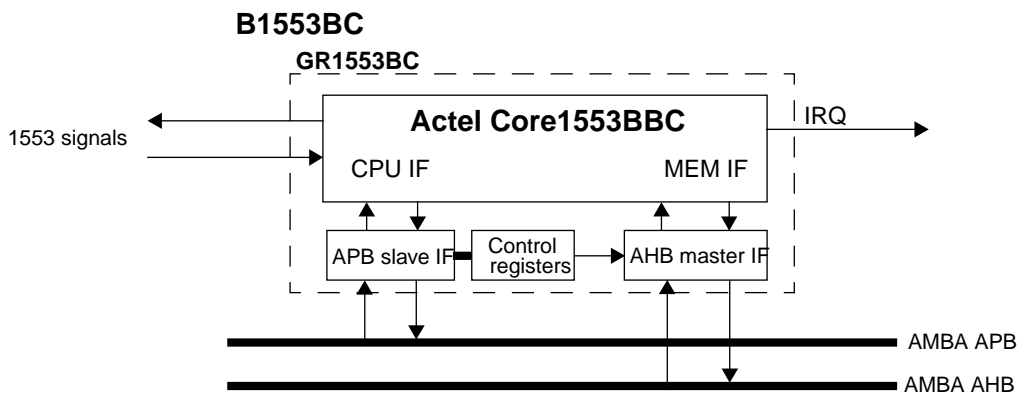 B1553BC
GR1553BC
Actel Core1553BBC
IRQ
1553 signals
CPU IF
MEM IF
APB slave IF
Control
registers
AHB master IF
AMBA APB
AMBA AHB